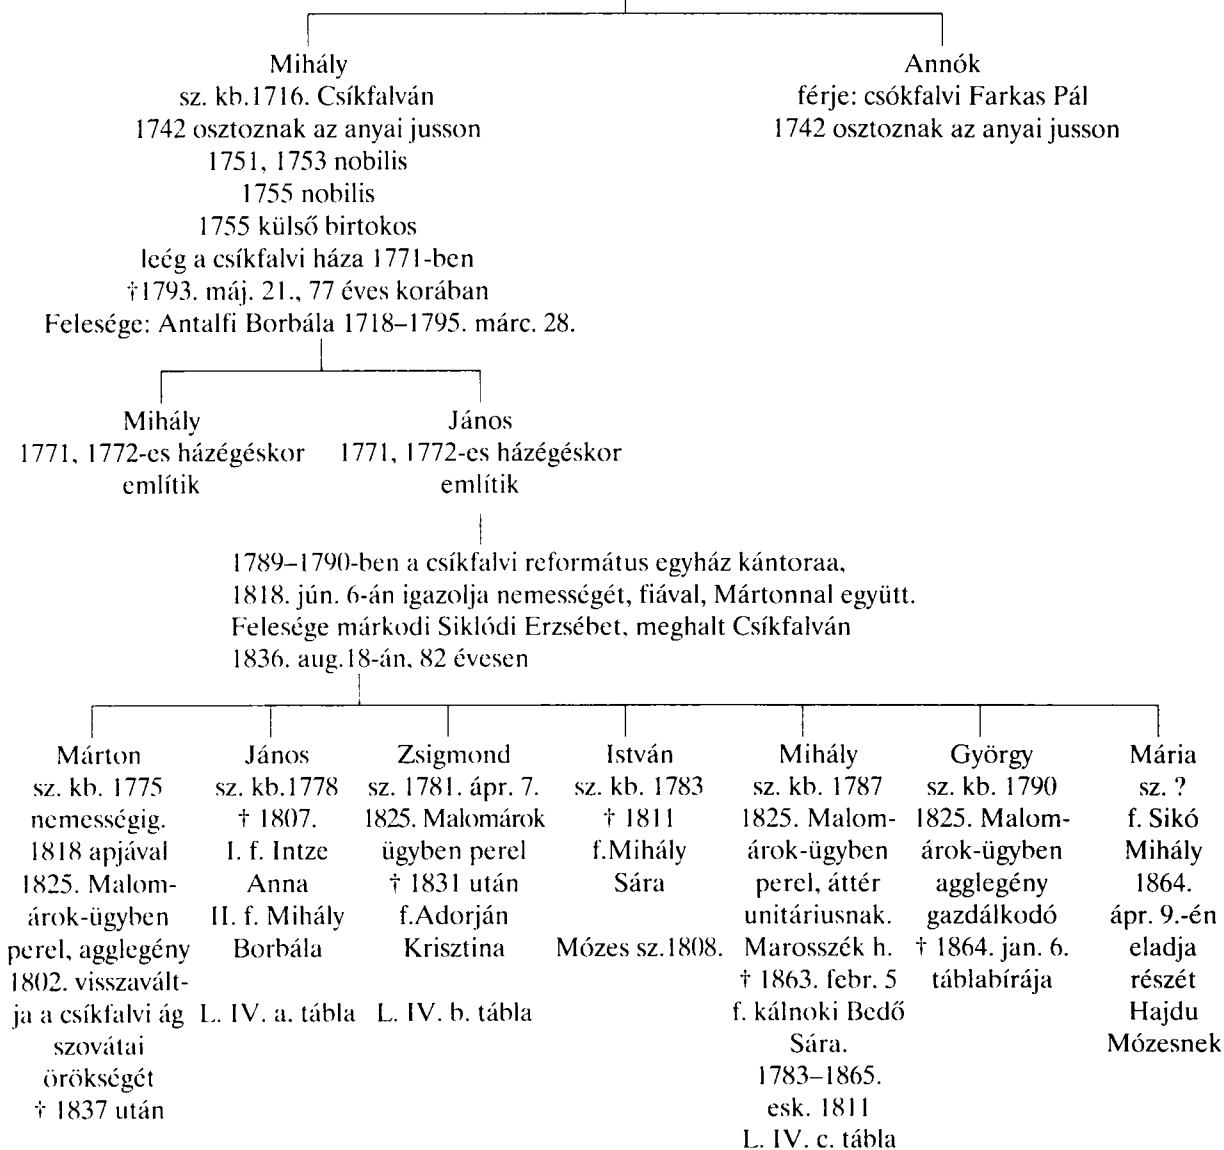 Mihály
sz. kb.1716. Csíkfalván
1742 osztoznak az anyai jusson
1751, 1753 nobilis
1755 nobilis
1755 külső birtokos
leég a csíkfalvi háza 1771-ben
†1793. máj. 21., 77 éves korában
Felesége: Antalfi Borbála 1718–1795. márc. 28.
Annók
férje: csókfalvi Farkas Pál
1742 osztoznak az anyai jusson
Mihály
1771, 1772-es házégéskor
említik
János
1771, 1772-es házégéskor
említik
1789–1790-ben a csíkfalvi református egyház kántoraa,
1818. jún. 6-án igazolja nemességét, fiával, Mártonnal együtt.
Felesége márkodi Siklódi Erzsébet, meghalt Csíkfalván
1836. aug.18-án, 82 évesen
Márton
sz. kb. 1775
nemességig.
1818 apjával
1825. Malom-
árok-ügyben
perel, agglegény
1802. visszavált-
ja a csíkfalvi ág
szovátai
örökségét
† 1837 után
János
sz. kb.1778
† 1807.
I. f. Intze
Anna
II. f. Mihály
Borbála
L. IV. a. tábla
Zsigmond
sz. 1781. ápr. 7.
1825. Malomárok
ügyben perel
† 1831 után
f.Adorján
Krisztina
L. IV. b. tábla
István
sz. kb. 1783
† 1811
f.Mihály
Sára
Mózes sz.1808.
Mihály
sz. kb. 1787
1825. Malom-
árok-ügyben
perel, áttér
unitáriusnak.
Marosszék h.
† 1863. febr. 5
f. kálnoki Bedő
Sára.
1783–1865.
esk. 1811
L. IV. c. tábla
György
sz. kb. 1790
1825. Malom-
árok-ügyben
agglegény
gazdálkodó
† 1864. jan. 6.
táblabírája
Mária
sz. ?
f. Sikó
Mihály
1864.
ápr. 9.-én
eladja
részét
Hajdu
Mózesnek